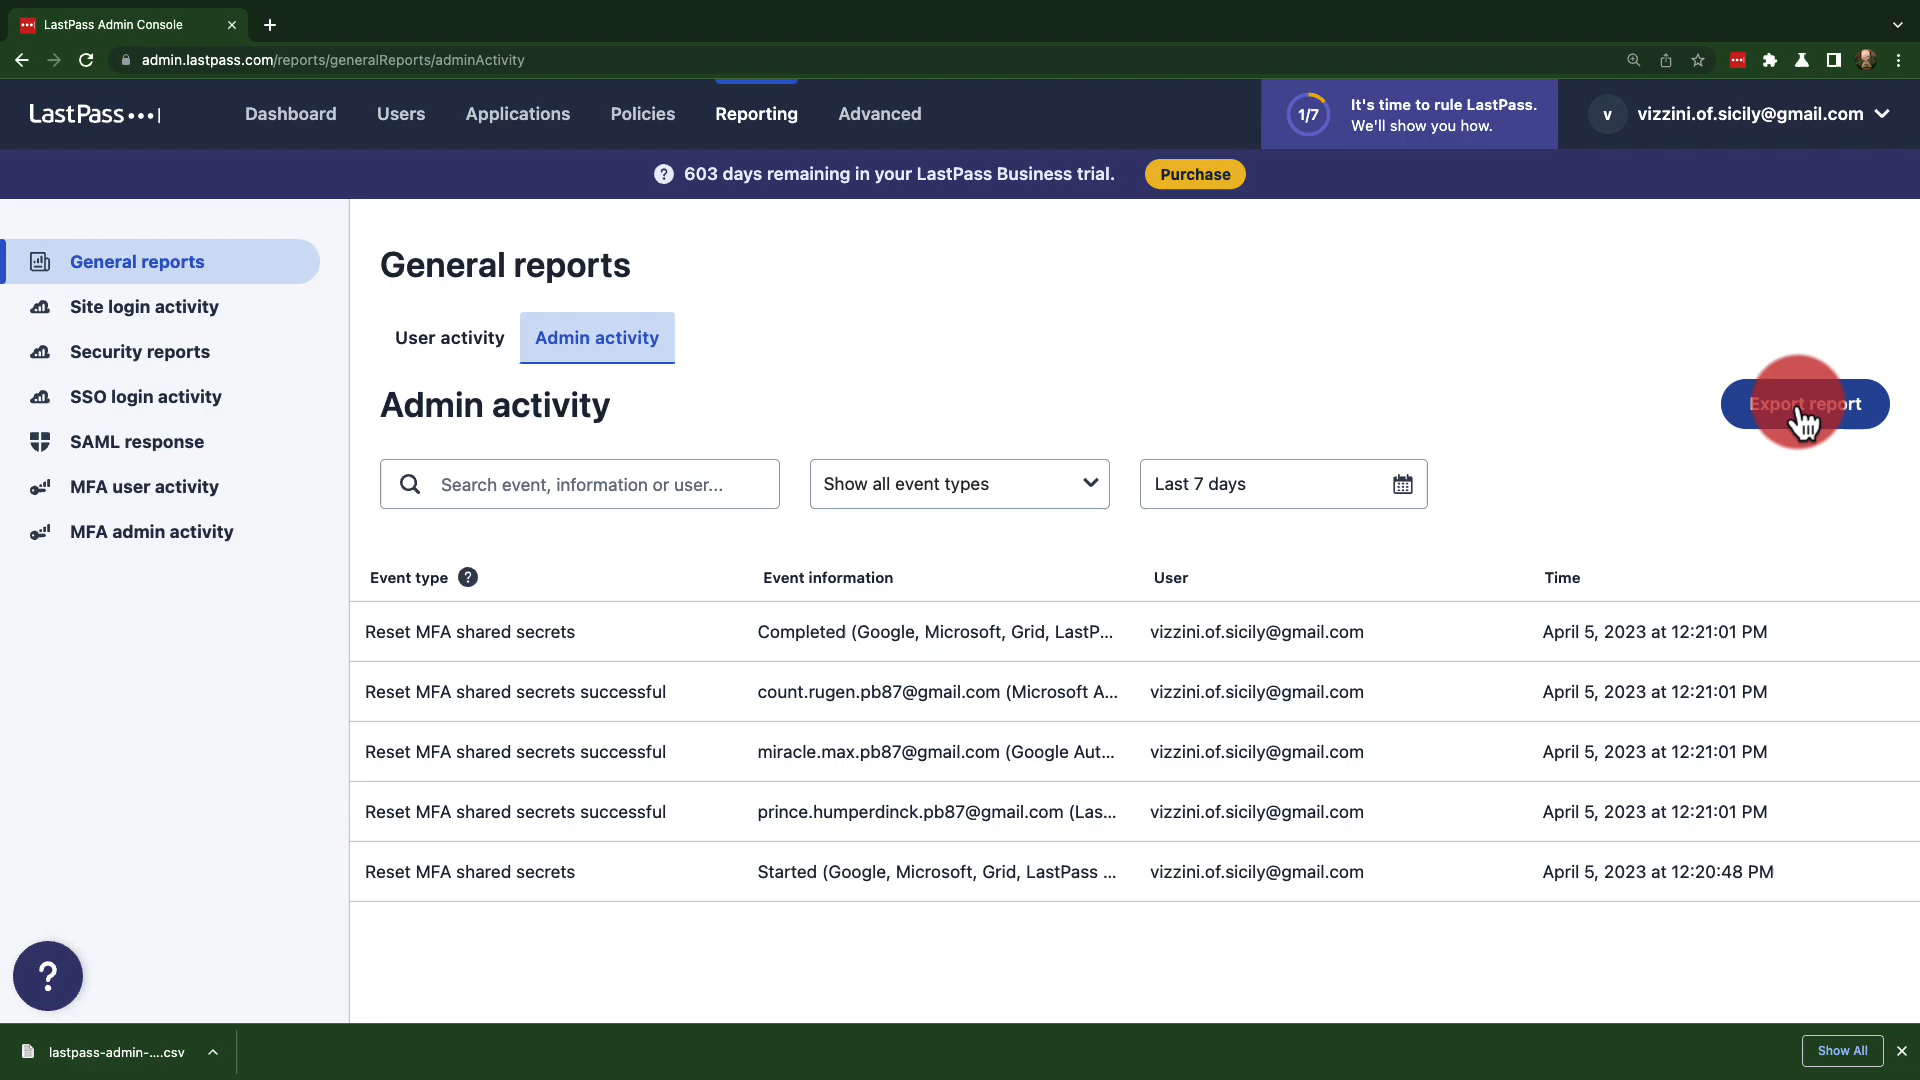 LastPass Admin Console
admin.lastpass.com/reports/generalReports/adminActivity
LastPass
Dashboard
Users
Applications
Policies
Reporting
Advanced
1/7
It's time to rule LastPass.
We'll show you how.
v
vizzini.of.sicily@gmail.com
? 603 days remaining in your LastPass Business trial.
Purchase
General reports
Site login activity
Security reports
SSO login activity
SAML response
MFA user activity
MFA admin activity
General reports
User activity
Admin activity
Admin activity
Export report
Search event, information or user...
Show all event types
Last 7 days
Event type ?
Event information
User
Time
Reset MFA shared secrets
Completed (Google, Microsoft, Grid, LastP...
vizzini.of.sicily@gmail.com
April 5, 2023 at 12:21:01 PM
Reset MFA shared secrets successful
count.rugen.pb87@gmail.com (Microsoft A...
vizzini.of.sicily@gmail.com
April 5, 2023 at 12:21:01 PM
Reset MFA shared secrets successful
miracle.max.pb87@gmail.com (Google Aut...
vizzini.of.sicily@gmail.com
April 5, 2023 at 12:21:01 PM
Reset MFA shared secrets successful
prince.humperdinck.pb87@gmail.com (Las...
vizzini.of.sicily@gmail.com
April 5, 2023 at 12:21:01 PM
Reset MFA shared secrets
Started (Google, Microsoft, Grid, LastPass ...
vizzini.of.sicily@gmail.com
April 5, 2023 at 12:20:48 PM
?
lastpass-admin-....csv
Show All